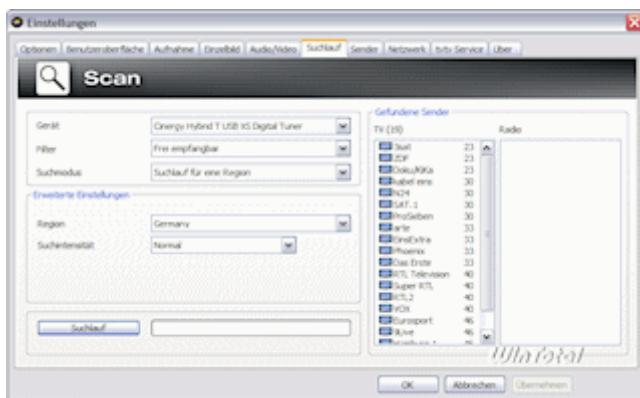 Einstellungen
Optionen Benutzeroberfläche Aufnahme Einzelbild Audio/Video Suchlauf Sender Netzwerk tvtv Service Über
Scan
Gerät Cinergy Hybrid T USB XS Digital Tuner
Filter Frei empfangbar
Suchmodus Suchlauf für eine Region
Erweiterte Einstellungen
Region Germany
Suchintensität Normal
Suchlauf
Gefundene Sender
TV (19) Radio
3sat 23
ZDF 23
Doku/KiKa 23
kabel eins 30
N24 30
SAT.1 30
ProSieben 30
arte 33
EinsExtra 33
Phoenix 33
Das Erste 33
RTL Television 40
Super RTL 40
RTL2 40
VOX 40
Eurosport 46
9Live 46
WinTotal
OK Abbrechen Übernehmen